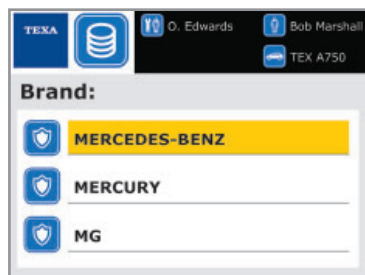 TEXA
O. Edwards
Bob Marshall
TEX A750
Brand:
MERCEDES-BENZ
MERCURY
MG